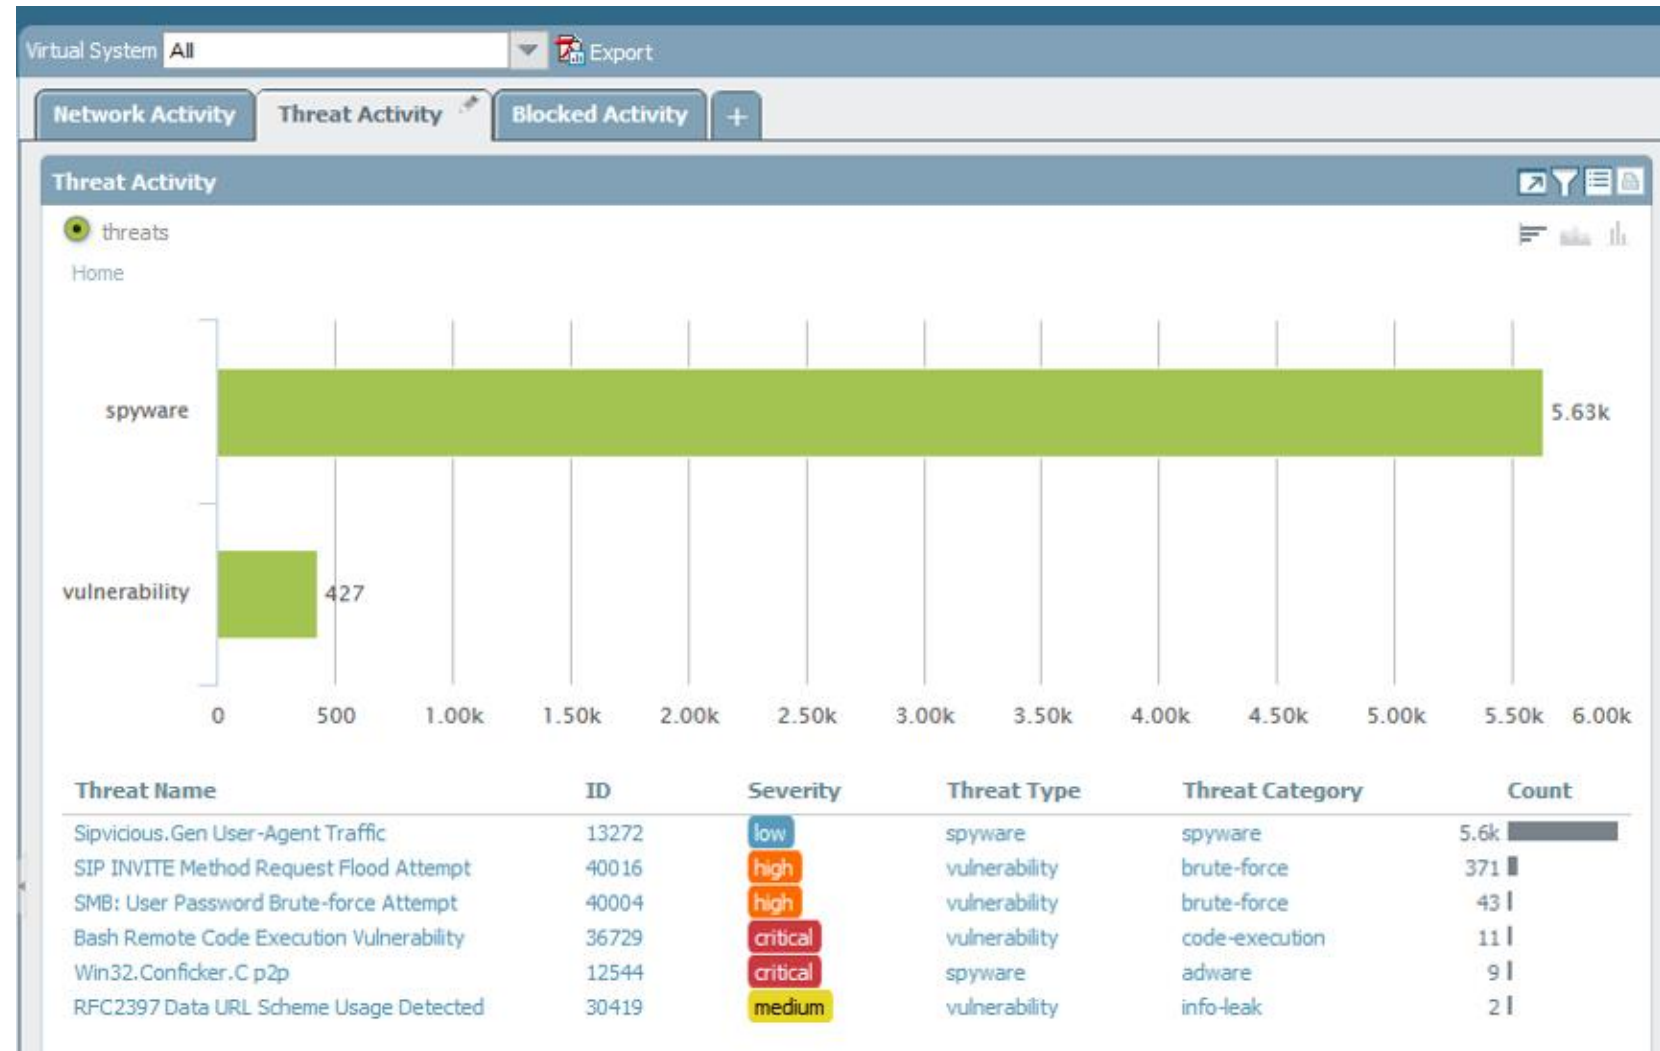 Virtual System All Export
Network Activity Threat Activity Blocked Activity +
Threat Activity
threats
Home
spyware 5.63k
vulnerability 427
0 500 1.00k 1.50k 2.00k 2.50k 3.00k 3.50k 4.00k 4.50k 5.00k 5.50k 6.00k
Threat Name ID Severity Threat Type Threat Category Count
Sipvicious.Gen User-Agent Traffic 13272 low spyware spyware 5.6k
SIP INVITE Method Request Flood Attempt 40016 high vulnerability brute-force 371
SMB: User Password Brute-force Attempt 40004 high vulnerability brute-force 43
Bash Remote Code Execution Vulnerability 36729 critical vulnerability code-execution 11
Win32.Conficker.C p2p 12544 critical spyware adware 9
RFC2397 Data URL Scheme Usage Detected 30419 medium vulnerability info-leak 2